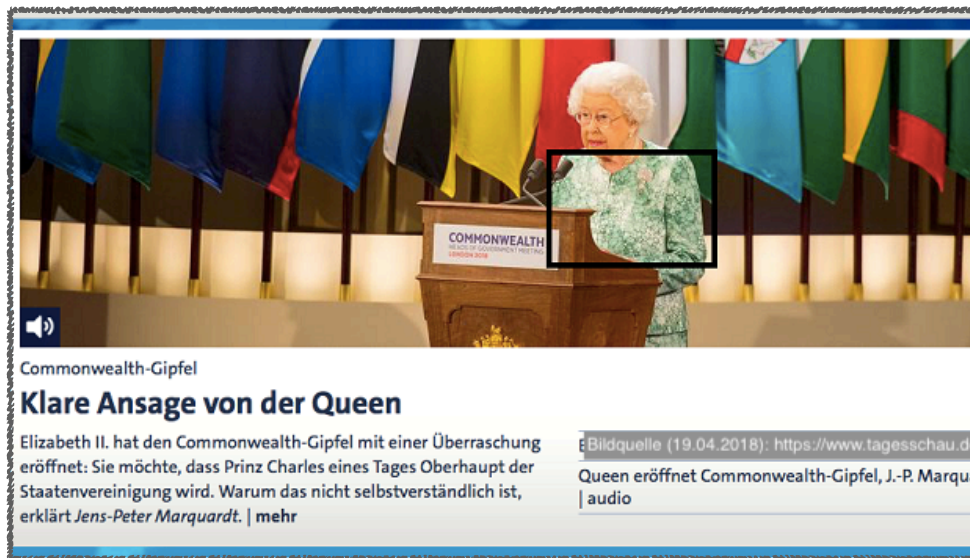 COMMONWEALTH
HEADS OF GOVERNMENT MEETING
LONDON 2018
Commonwealth-Gipfel
Klare Ansage von der Queen
Elizabeth II. hat den Commonwealth-Gipfel mit einer Überraschung
eröffnet: Sie möchte, dass Prinz Charles eines Tages Oberhaupt der
Staatenvereinigung wird. Warum das nicht selbstverständlich ist,
erklärt Jens-Peter Marquardt. | mehr
Bildquelle (19.04.2018): https://www.tagesschau.d
Queen eröffnet Commonwealth-Gipfel, J.-P. Marqua
| audio